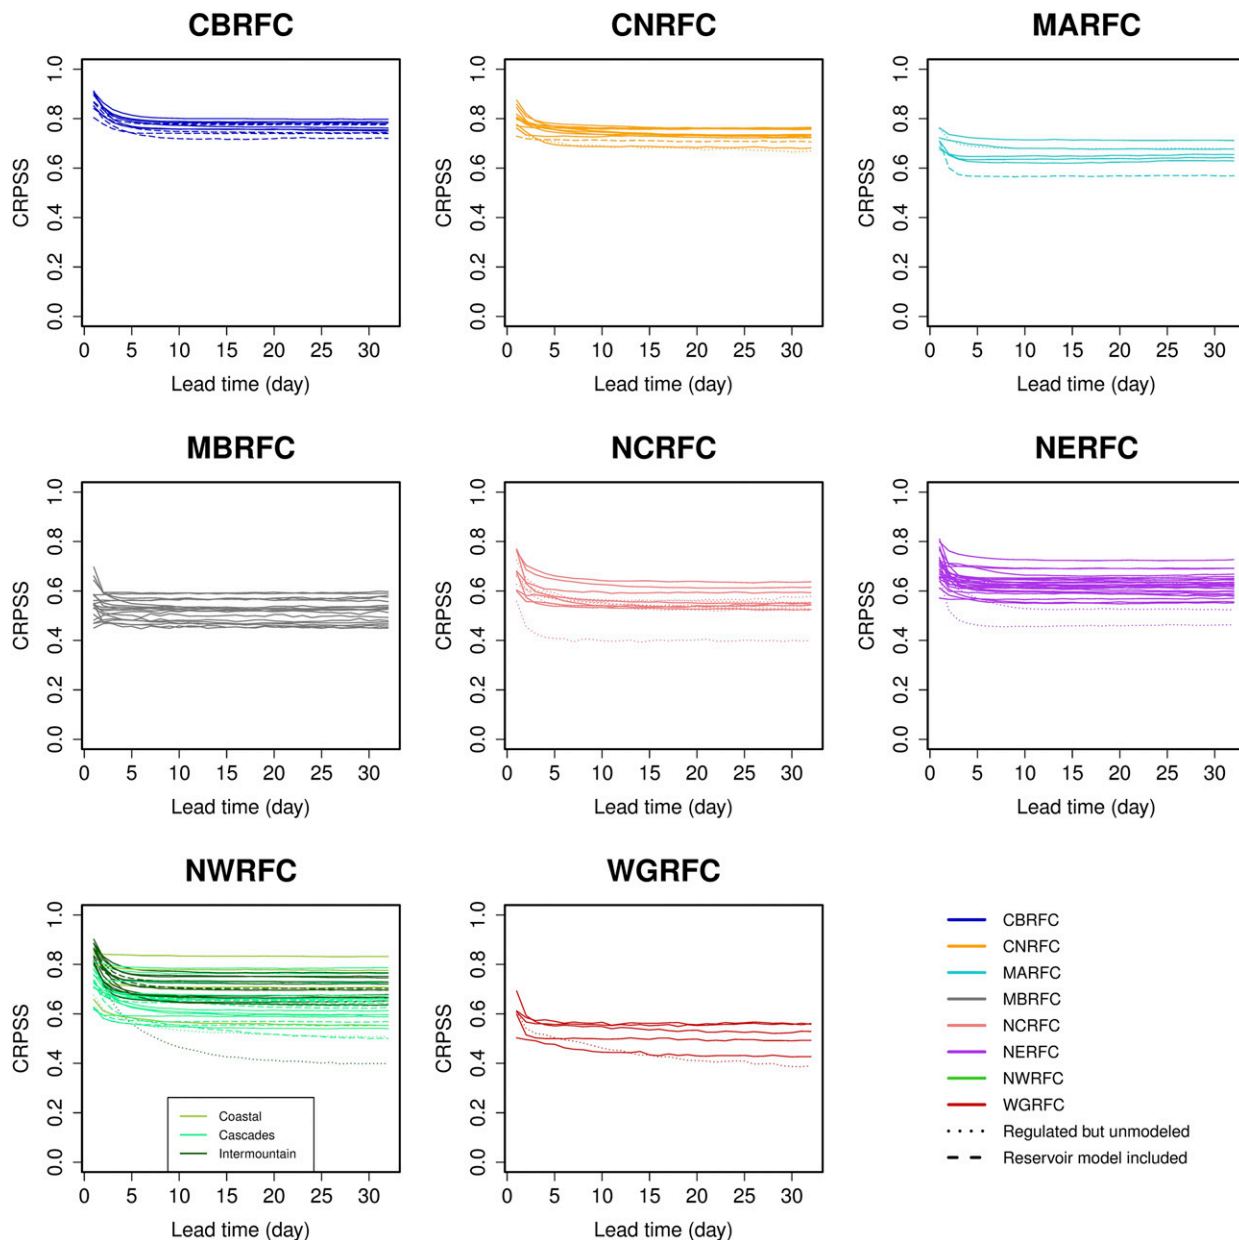 CBRFC
CNRFC
MARFC
CRPSS
0.0 0.2 0.4 0.6 0.8 1.0
0 5 10 15 20 25 30
Lead time (day)
CRPSS
0.0 0.2 0.4 0.6 0.8 1.0
0 5 10 15 20 25 30
Lead time (day)
CRPSS
0.0 0.2 0.4 0.6 0.8 1.0
0 5 10 15 20 25 30
Lead time (day)
MBRFC
NCRFC
NERFC
CRPSS
0.0 0.2 0.4 0.6 0.8 1.0
0 5 10 15 20 25 30
Lead time (day)
CRPSS
0.0 0.2 0.4 0.6 0.8 1.0
0 5 10 15 20 25 30
Lead time (day)
CRPSS
0.0 0.2 0.4 0.6 0.8 1.0
0 5 10 15 20 25 30
Lead time (day)
NWRFC
WGRFC
CRPSS
0.0 0.2 0.4 0.6 0.8 1.0
Coastal
Cascades
Intermountain
0 5 10 15 20 25 30
Lead time (day)
CRPSS
0.0 0.2 0.4 0.6 0.8 1.0
0 5 10 15 20 25 30
Lead time (day)
CBRFC
CNRFC
MARFC
MBRFC
NCRFC
NERFC
NWRFC
WGRFC
Regulated but unmodeled
Reservoir model included